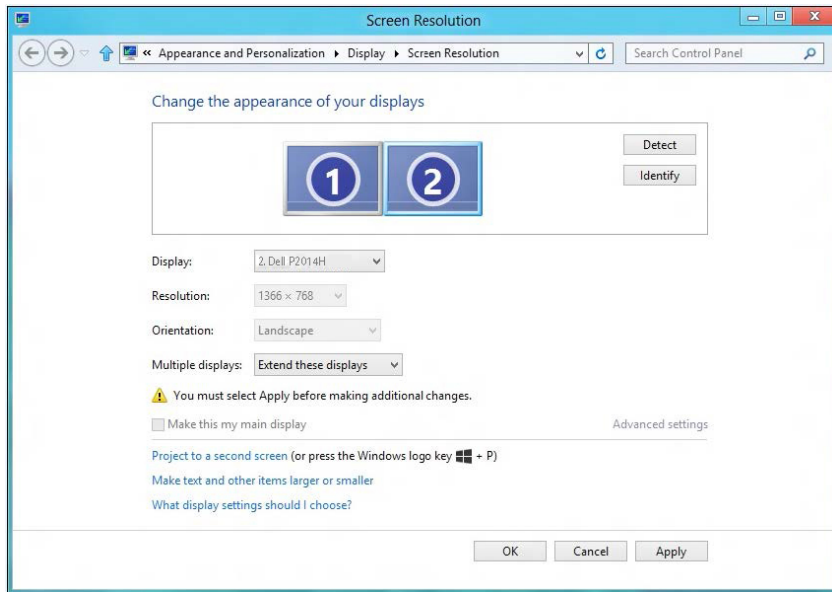 Screen Resolution
« Appearance and Personalization Display Screen Resolution
Search Control Panel
Change the appearance of your displays
1 2
Detect
Identify
Display: 2. Dell P2014H
Resolution: 1366 × 768
Orientation: Landscape
Multiple displays: Extend these displays
You must select Apply before making additional changes.
Make this my main display Advanced settings
Project to a second screen (or press the Windows logo key + P)
Make text and other items larger or smaller
What display settings should I choose?
OK Cancel Apply